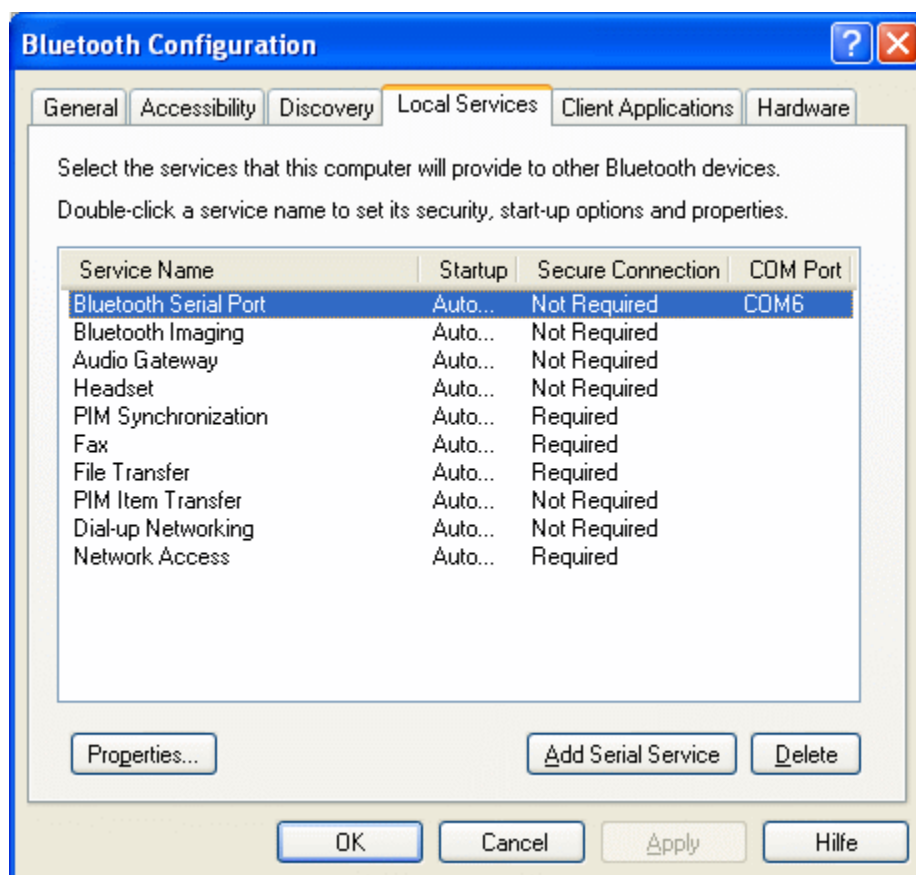 Bluetooth Configuration
General Accessibility Discovery Local Services Client Applications Hardware
Select the services that this computer will provide to other Bluetooth devices.
Double-click a service name to set its security, start-up options and properties.
Service Name Startup Secure Connection COM Port
Bluetooth Serial Port Auto... Not Required COM6
Bluetooth Imaging Auto... Not Required
Audio Gateway Auto... Not Required
Headset Auto... Not Required
PIM Synchronization Auto... Required
Fax Auto... Required
File Transfer Auto... Required
PIM Item Transfer Auto... Not Required
Dial-up Networking Auto... Not Required
Network Access Auto... Required
Properties... Add Serial Service Delete
OK Cancel Apply Hilfe